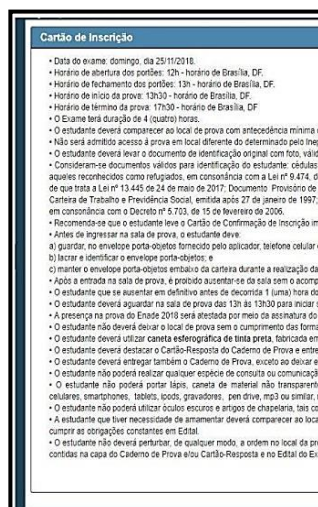 Cartão de Inscrição
• Data do exame: domingo, dia 25/11/2018.
• Horário de abertura dos portões: 12h - horário de Brasília, DF.
• Horário de fechamento dos portões: 13h - horário de Brasília, DF.
• Horário de início da prova: 13h30 - horário de Brasília, DF.
• Horário de término da prova: 17h30 - horário de Brasília, DF
• O Exame terá duração de 4 (quatro) horas.
• O estudante deverá comparecer ao local de prova com antecedência mínima
• Não será admitido acesso à prova em local diferente do determinado pelo Inep
• O estudante deverá levar o documento de identificação original com foto, válid
• Consideram-se documentos válidos para identificação do estudante: cédulas
aqueles reconhecidos como refugiados, em consonância com a Lei nº 9.474, d
de que trata a Lei nº 13.445 de 24 de maio de 2017; Documento Provisório de
Carteira de Trabalho e Previdência Social, emitida após 27 de janeiro de 1997;
em consonância com o Decreto nº 5.703, de 15 de fevereiro de 2006.
• Recomenda-se que o estudante leve o Cartão de Confirmação de Inscrição im
• Antes de ingressar na sala de prova, o estudante deve:
a) guardar, no envelope porta-objetos fornecido pelo aplicador, telefone celular
b) lacrar e identificar o envelope porta-objetos; e
c) manter o envelope porta-objetos embaixo da carteira durante a realização da
• Após a entrada na sala de prova, é proibido ausentar-se da sala sem o acomp
• O estudante que se ausentar em definitivo antes de decorrida 1 (uma) hora do
• O estudante deverá aguardar na sala de prova das 13h às 13h30 para iniciar s
• A presença na prova do Enade 2018 será atestada por meio da assinatura do
• O estudante não deverá deixar o local de prova sem o cumprimento das forma
• O estudante deverá utilizar caneta esferográfica de tinta preta, fabricada em
• O estudante deverá destacar o Cartão-Resposta do Caderno de Prova e entre
• O estudante deverá entregar também o Caderno de Prova, exceto ao deixar e
• O estudante não poderá realizar qualquer espécie de consulta ou comunicaçã
• O estudante não poderá portar lápis, caneta de material não transparente
celulares, smartphones, tablets, ipods, gravadores, pen drive, mp3 ou similar,
• O estudante não poderá utilizar óculos escuros e artigos de chapelaria, tais co
• A estudante que tiver necessidade de amamentar deverá comparecer ao loca
cumprir as obrigações constantes em Edital.
• O estudante não deverá perturbar, de qualquer modo, a ordem no local da pro
contidas na capa do Caderno de Prova e/ou Cartão-Resposta e no Edital do Ex